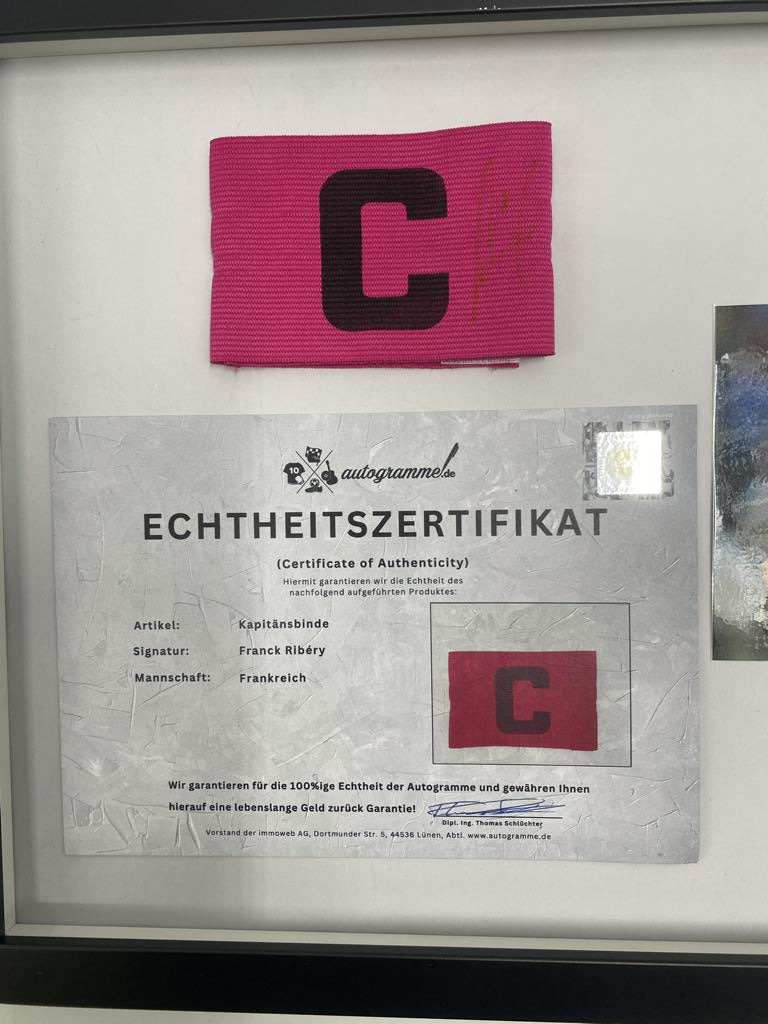 C
10
autogramme!.de
ECHTHEITSZERTIFIKAT
(Certificate of Authenticity)
Hiermit garantieren wir die Echtheit des
nachfolgend aufgeführten Produktes:
Artikel: Kapitänsbinde
Signatur: Franck Ribéry
Mannschaft: Frankreich
C
Wir garantieren für die 100%ige Echtheit der Autogramme und gewähren Ihnen
hierauf eine lebenslange Geld zurück Garantie!
Dipl. Ing. Thomas Schlüchter
Vorstand der immoweb AG, Dortmunder Str. 5, 44536 Lünen, Abtl. www.autogramme.de